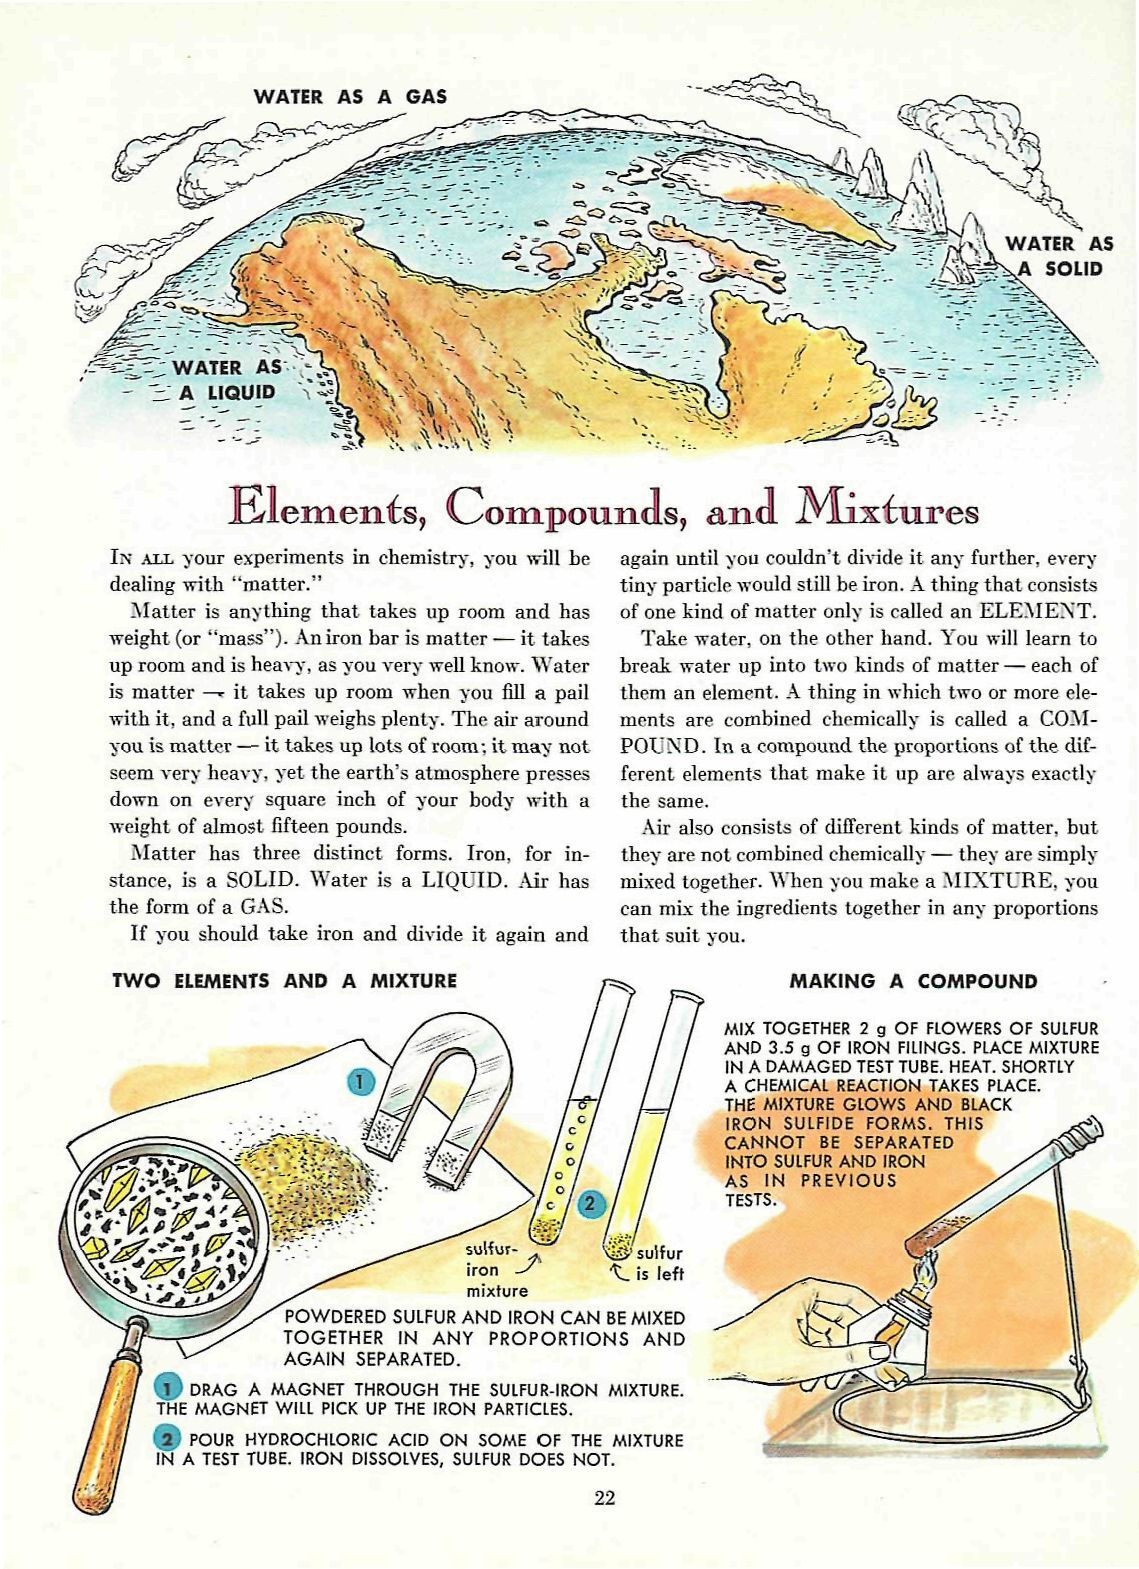 WATER AS A GAS
WATER AS
A SOLID
WATER AS
A LIQUID
Elements, Compounds, and Mixtures
IN ALL your experiments in chemistry, you will be
dealing with "matter."
Matter is anything that takes up room and has
weight (or "mass"). An iron bar is matter — it takes
up room and is heavy, as you very well know. Water
is matter — it takes up room when you fill a pail
with it, and a full pail weighs plenty. The air around
you is matter — it takes up lots of room; it may not
seem very heavy, yet the earth's atmosphere presses
down on every square inch of your body with a
weight of almost fifteen pounds.
Matter has three distinct forms. Iron, for in-
stance, is a SOLID. Water is a LIQUID. Air has
the form of a GAS.
If you should take iron and divide it again and
again until you couldn't divide it any further, every
tiny particle would still be iron. A thing that consists
of one kind of matter only is called an ELEMENT.
Take water, on the other hand. You will learn to
break water up into two kinds of matter — each of
them an element. A thing in which two or more ele-
ments are combined chemically is called a COM-
POUND. In a compound the proportions of the dif-
ferent elements that make it up are always exactly
the same.
Air also consists of different kinds of matter, but
they are not combined chemically — they are simply
mixed together. When you make a MIXTURE, you
can mix the ingredients together in any proportions
that suit you.
TWO ELEMENTS AND A MIXTURE
1
2
sulfur-
iron
mixture
sulfur
is left
POWDERED SULFUR AND IRON CAN BE MIXED
TOGETHER IN ANY PROPORTIONS AND
AGAIN SEPARATED.
1 DRAG A MAGNET THROUGH THE SULFUR-IRON MIXTURE.
THE MAGNET WILL PICK UP THE IRON PARTICLES.
2 POUR HYDROCHLORIC ACID ON SOME OF THE MIXTURE
IN A TEST TUBE. IRON DISSOLVES, SULFUR DOES NOT.
MAKING A COMPOUND
MIX TOGETHER 2 g OF FLOWERS OF SULFUR
AND 3.5 g OF IRON FILINGS. PLACE MIXTURE
IN A DAMAGED TEST TUBE. HEAT. SHORTLY
A CHEMICAL REACTION TAKES PLACE.
THE MIXTURE GLOWS AND BLACK
IRON SULFIDE FORMS. THIS
CANNOT BE SEPARATED
INTO SULFUR AND IRON
AS IN PREVIOUS
TESTS.
22